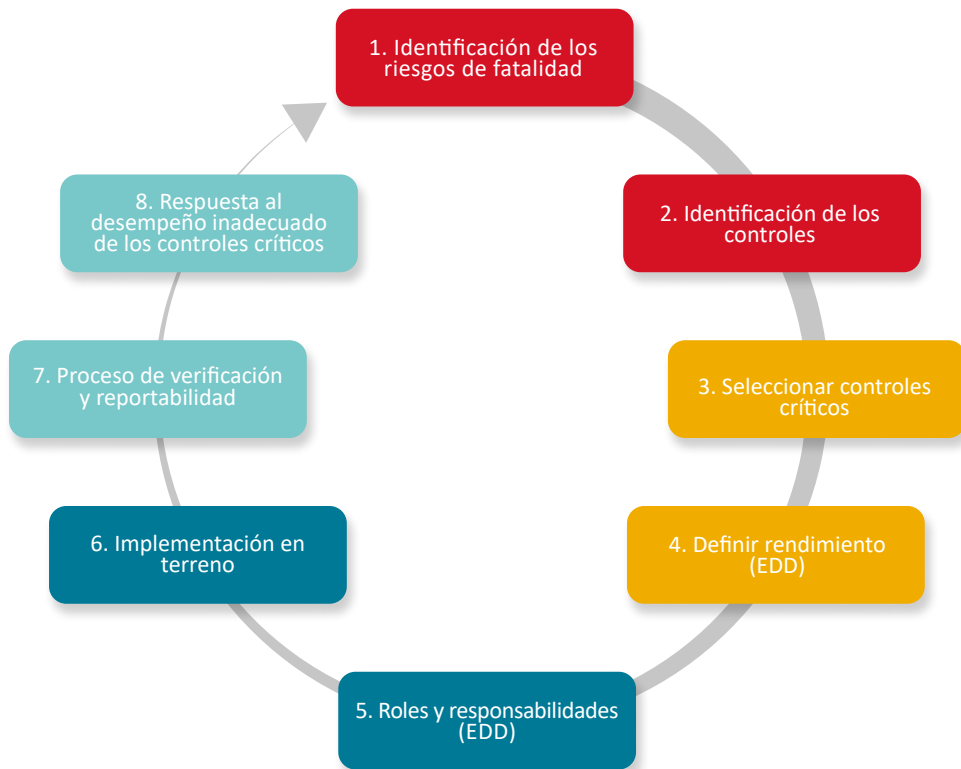 1. Identificación de los
riesgos de fatalidad
2. Identificación de los
controles
3. Seleccionar controles
críticos
4. Definir rendimiento
(EDD)
5. Roles y responsabilidades
(EDD)
6. Implementación en
terreno
7. Proceso de verificación
y reportabilidad
8. Respuesta al
desempeño inadecuado
de los controles críticos